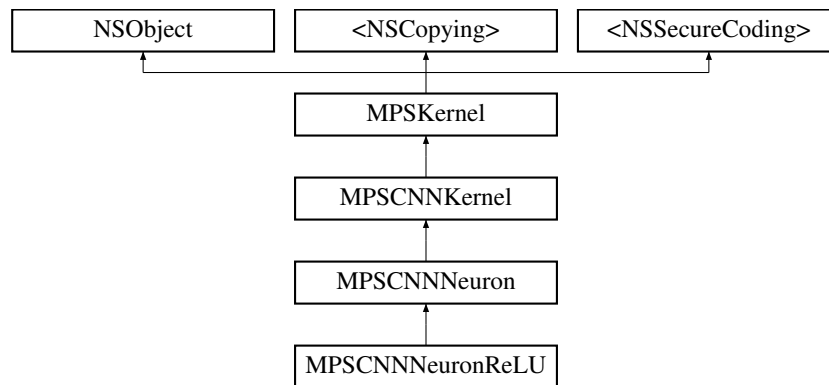 NSObject
<NSCopying>
<NSSecureCoding>
MPSKernel
MPSCNNKernel
MPSCNNNeuron
MPSCNNNeuronReLU